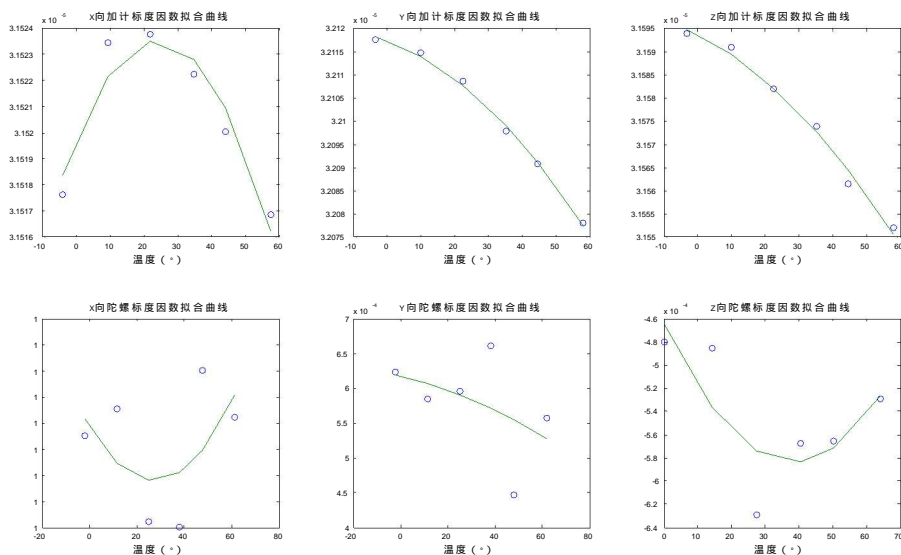 X向加计标度因数拟合曲线
x 10 -5
3.1524
3.1523
3.1522
3.1521
3.152
3.1519
3.1518
3.1517
3.1516
-10 0 10 20 30 40 50 60
温度(°)
Y向加计标度因数拟合曲线
x 10 -5
3.212
3.2115
3.211
3.2105
3.21
3.2095
3.209
3.2085
3.208
3.2075
-10 0 10 20 30 40 50 60
温度(°)
Z向加计标度因数拟合曲线
x 10 -5
3.1595
3.159
3.1585
3.158
3.1575
3.157
3.1565
3.156
3.1555
3.155
-10 0 10 20 30 40 50 60
温度(°)
X向陀螺标度因数拟合曲线
1
1
1
1
1
-20 0 20 40 60 80
温度(°)
Y向陀螺标度因数拟合曲线
x 10 -4
7
6.5
6
5.5
5
4.5
4
-20 0 20 40 60 80
温度(°)
Z向陀螺标度因数拟合曲线
x 10 -4
-4.6
-4.8
-5
-5.2
-5.4
-5.6
-5.8
-6
-6.2
-6.4
0 10 20 30 40 50 60 70
温度(°)